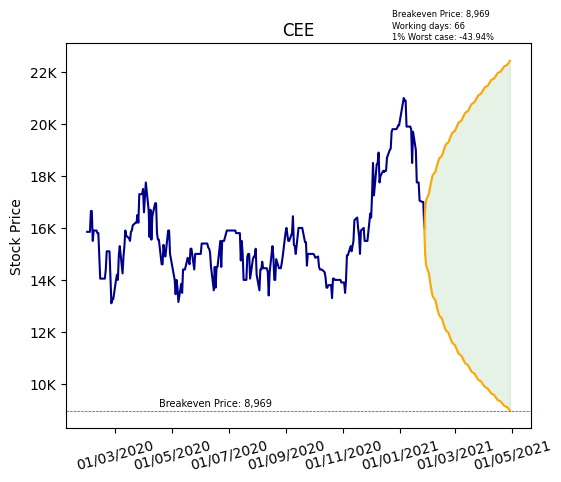 Breakeven Price: 8,969
Working days: 66
1% Worst case: -43.94%
CEE
Stock Price
22K
20K
18K
16K
14K
12K
10K
Breakeven Price: 8,969
01/03/2020
01/05/2020
01/07/2020
01/09/2020
01/11/2020
01/01/2021
01/03/2021
01/05/2021